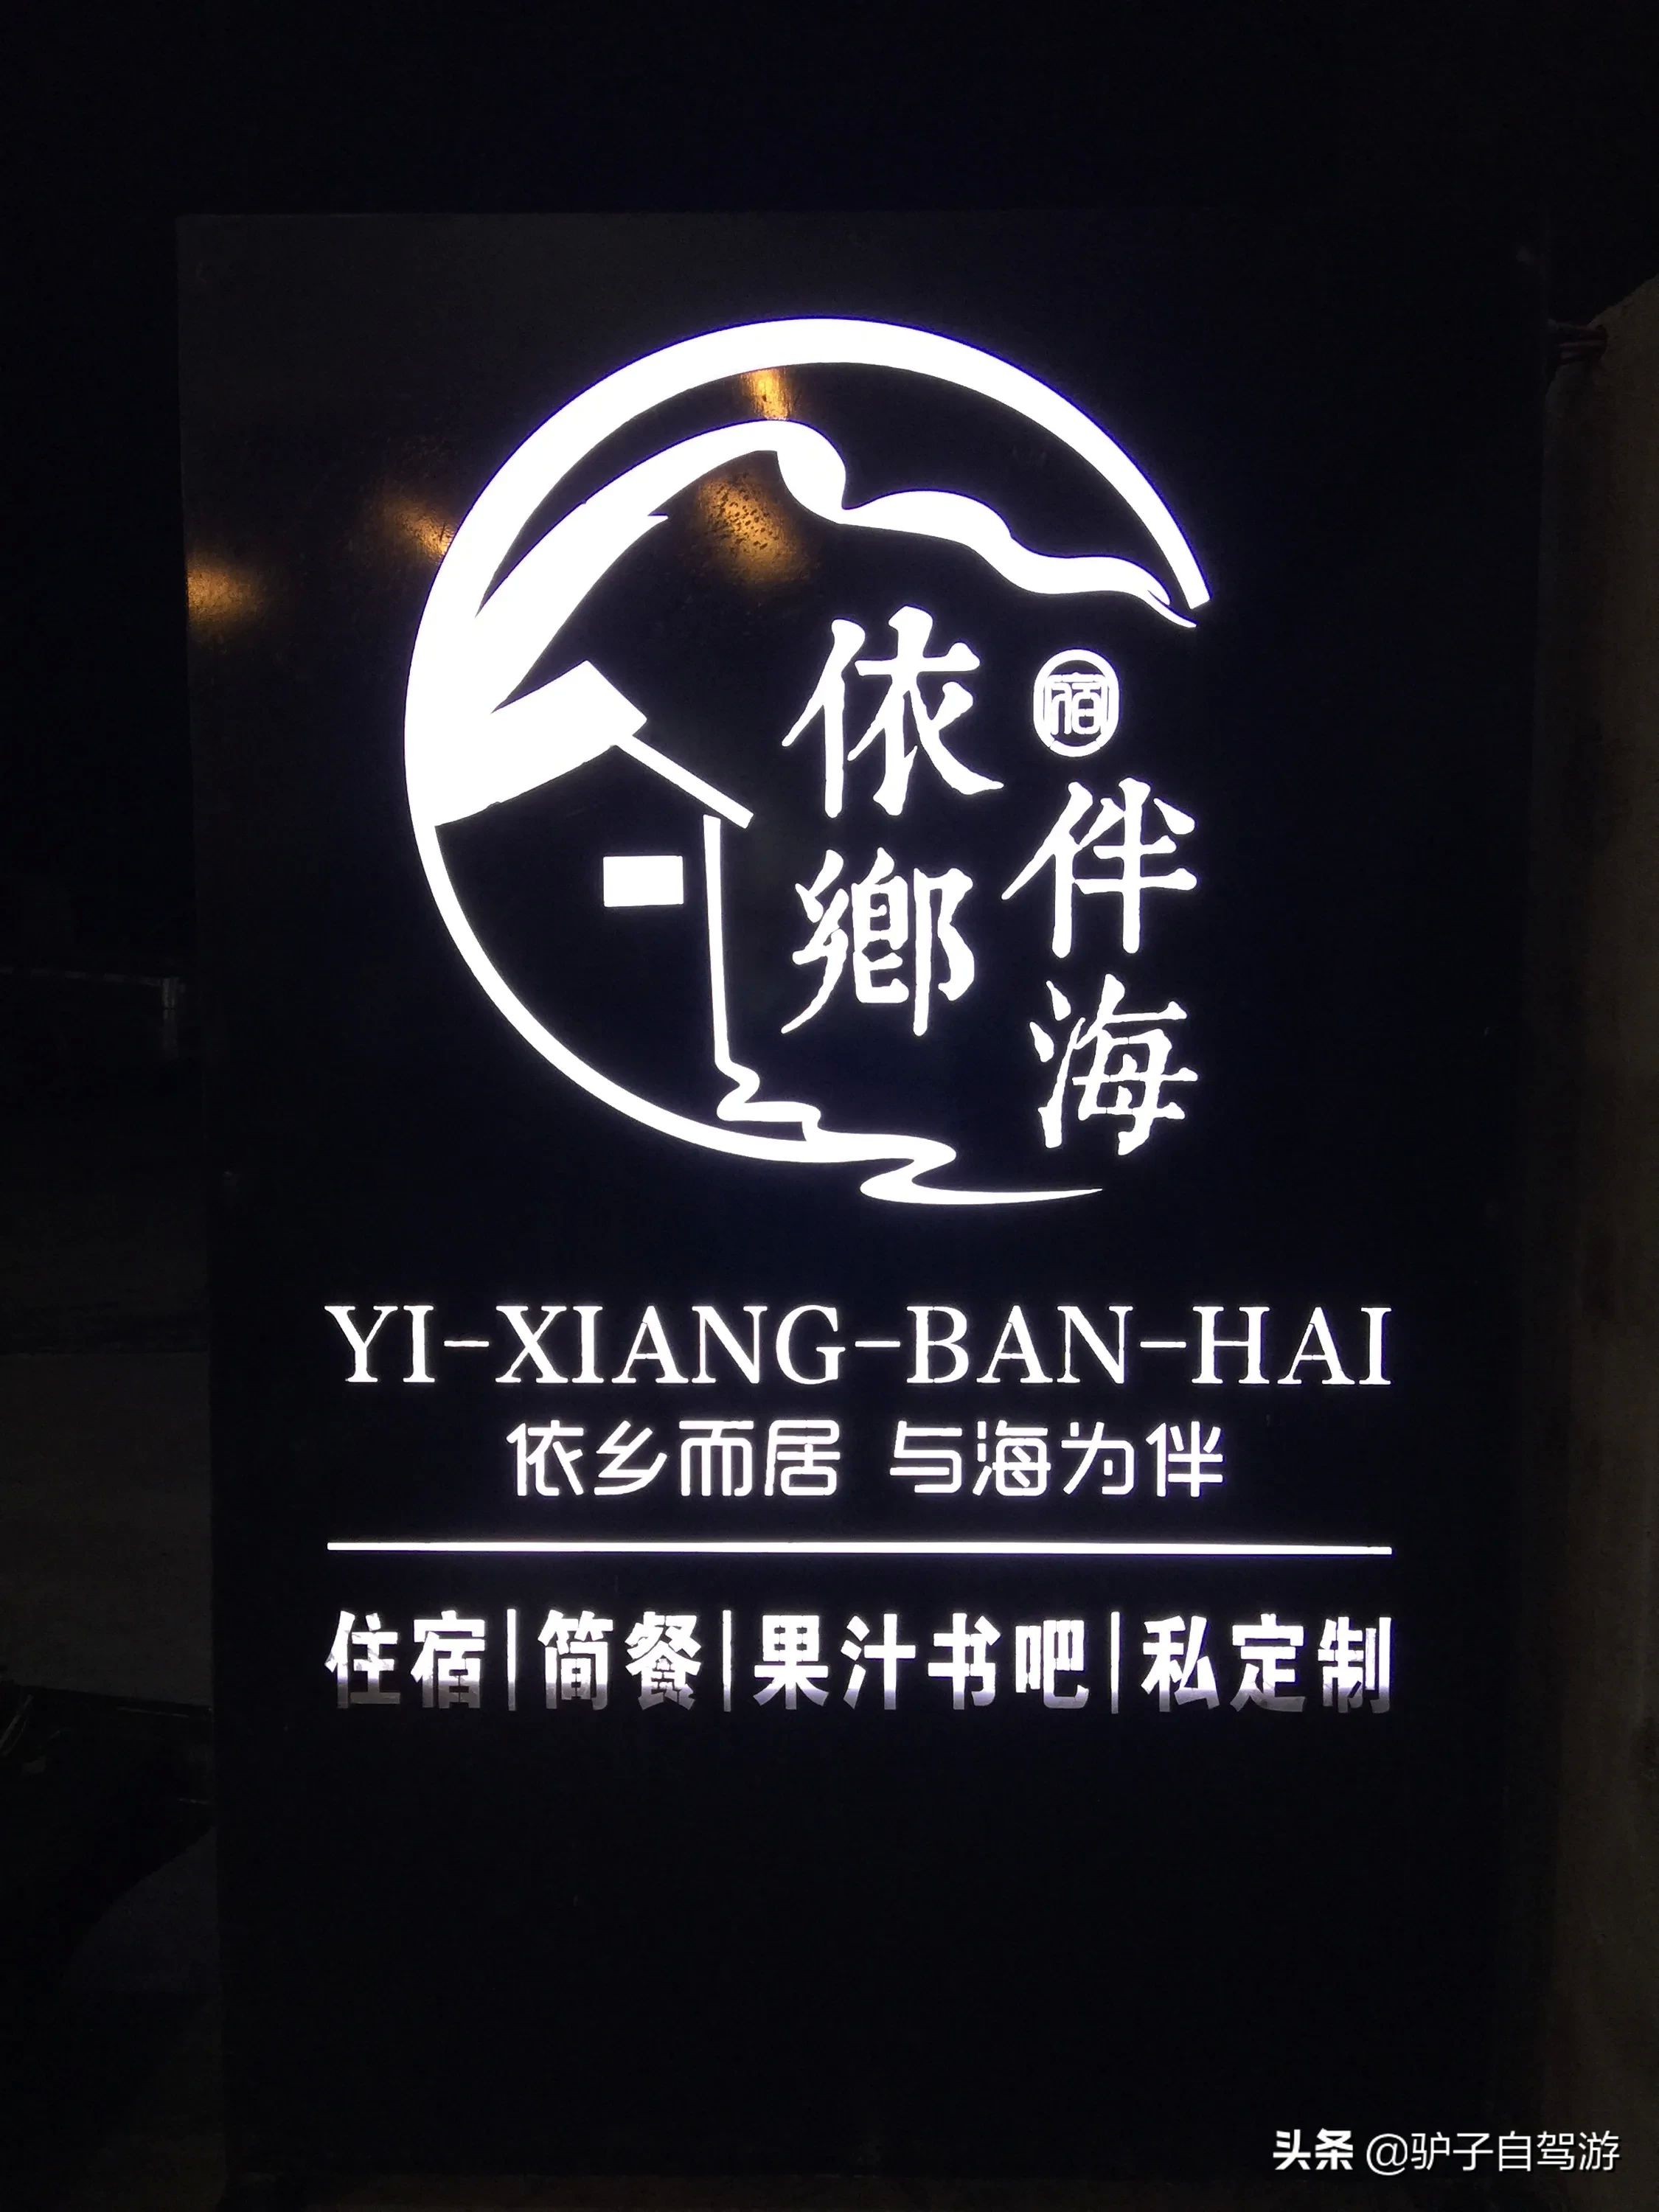 依鄉
宿
伴海
YI-XIANG-BAN-HAI
依乡而居 与海为伴
住宿|简餐|果汁书吧|私定制
头条 @驴子自驾游